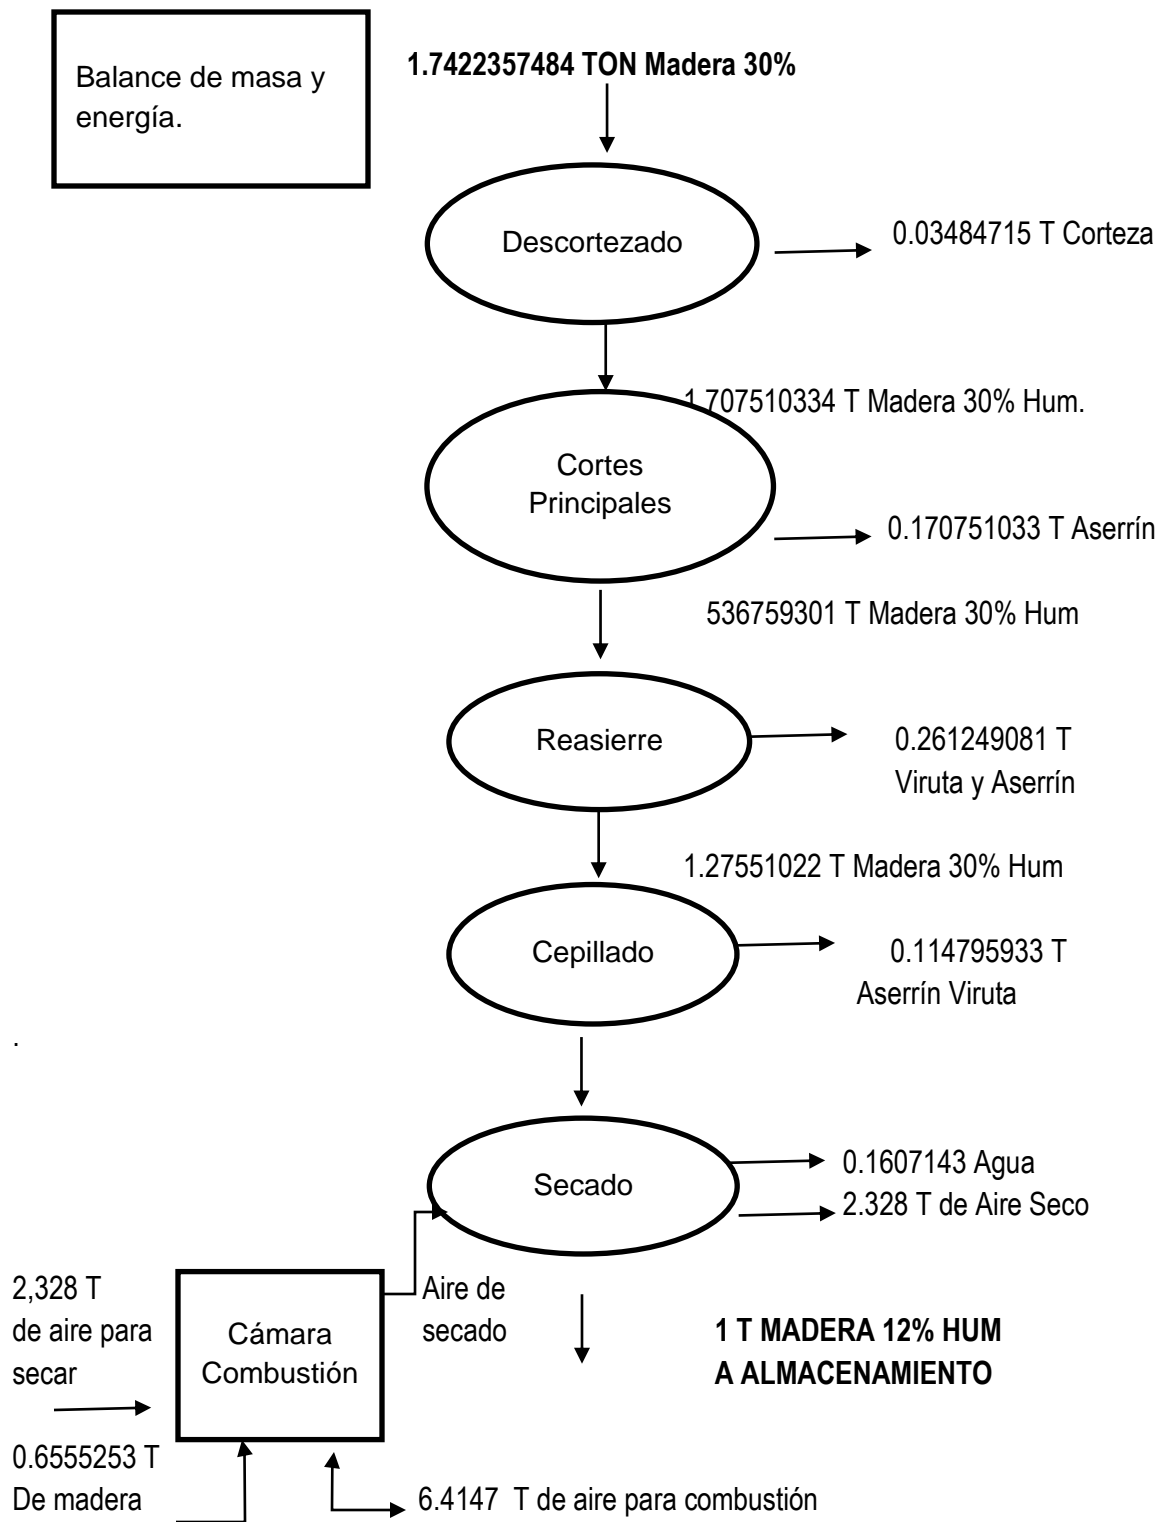 Balance de masa y
energía.
1.7422357484 TON Madera 30%
Descortezado
0.03484715 T Corteza
1.707510334 T Madera 30% Hum.
Cortes
Principales
0.170751033 T Aserrín
536759301 T Madera 30% Hum
Reasierre
0.261249081 T
Viruta y Aserrín
1.27551022 T Madera 30% Hum
Cepillado
0.114795933 T
Aserrín Viruta
.
Secado
0.1607143 Agua
2.328 T de Aire Seco
2,328 T
de aire para
secar
Cámara
Combustión
Aire de
secado
1 T MADERA 12% HUM
A ALMACENAMIENTO
0.6555253 T
De madera
6.4147 T de aire para combustión